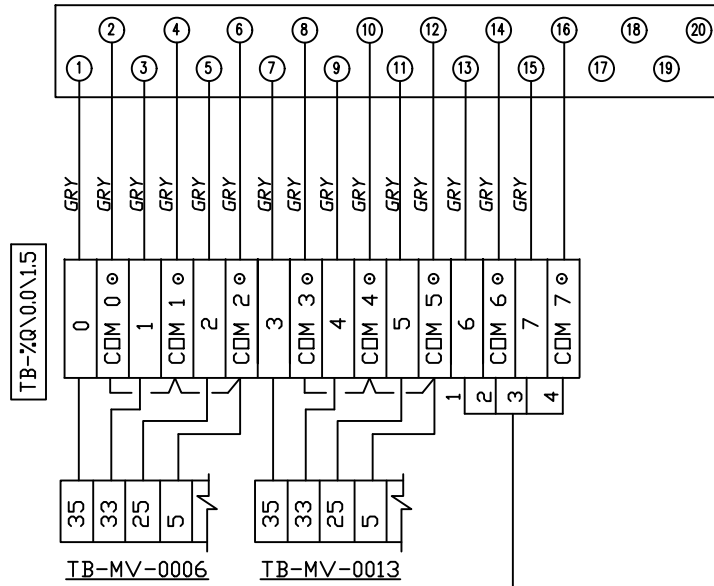 2 4 6 8 10 12 14 16 18 20
1 3 5 7 9 11 13 15 17 19
GRY GRY GRY GRY GRY GRY GRY GRY GRY GRY GRY GRY GRY GRY GRY
TB-%Q\0.0\1.5
0 COM 0 1 COM 1 2 COM 2 3 COM 3 4 COM 4 5 COM 5 6 COM 6 7 COM 7
1 2 3 4
35 33 25 5 35 33 25 5
TB-MV-0006 TB-MV-0013